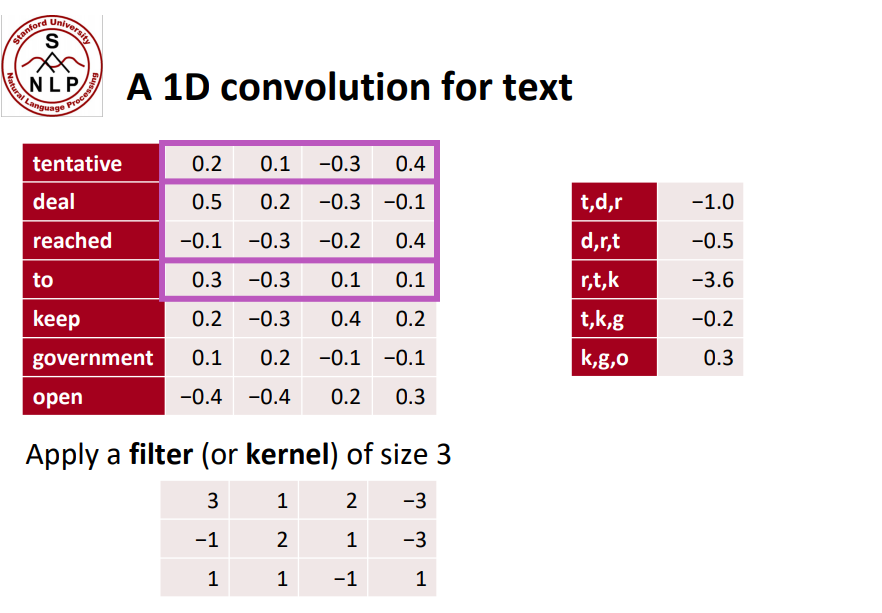 Stanford University
S
N L P
Natural Language Processing
A 1D convolution for text
tentative 0.2 0.1 −0.3 0.4
deal 0.5 0.2 −0.3 −0.1
reached −0.1 −0.3 −0.2 0.4
to 0.3 −0.3 0.1 0.1
keep 0.2 −0.3 0.4 0.2
government 0.1 0.2 −0.1 −0.1
open −0.4 −0.4 0.2 0.3
t,d,r −1.0
d,r,t −0.5
r,t,k −3.6
t,k,g −0.2
k,g,o 0.3
Apply a filter (or kernel) of size 3
3 1 2 −3
−1 2 1 −3
1 1 −1 1